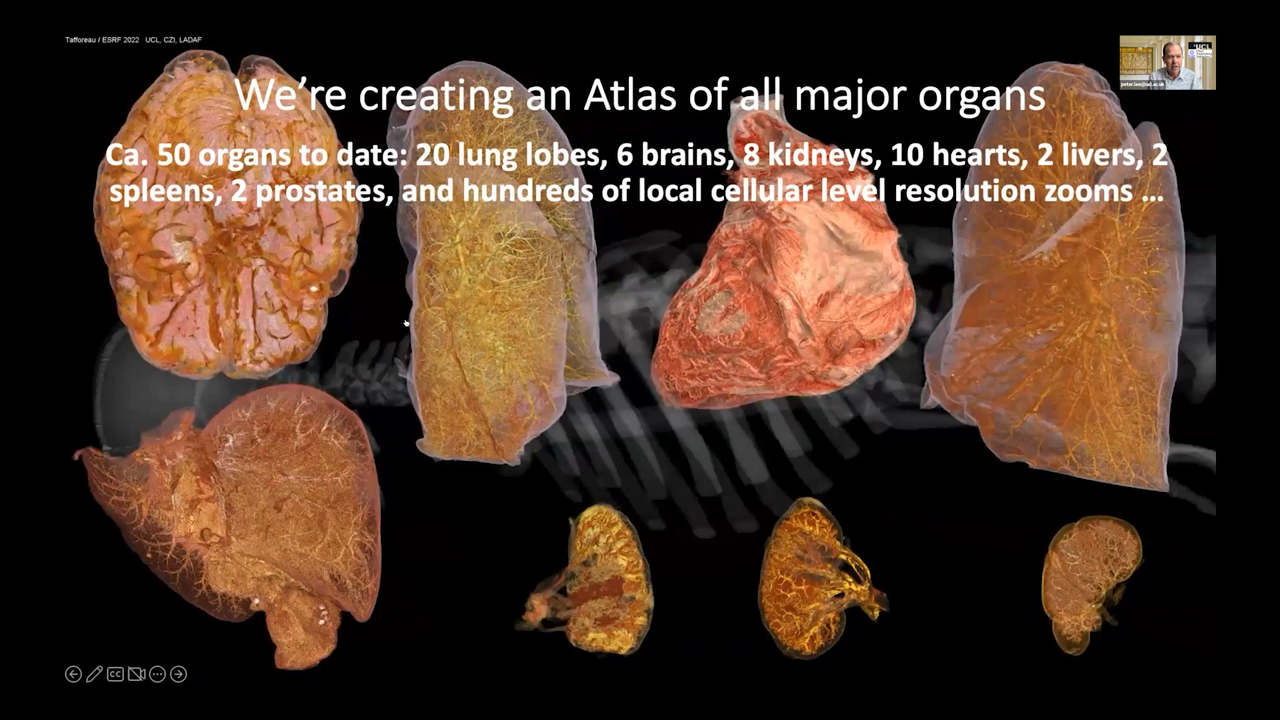 Tafforeau / ESRF 2022 UCL, CZI, LADAF
UCL
We're creating an Atlas of all major organs
Ca. 50 organs to date: 20 lung lobes, 6 brains, 8 kidneys, 10 hearts, 2 livers, 2
spleens, 2 prostates, and hundreds of local cellular level resolution zooms …
CC